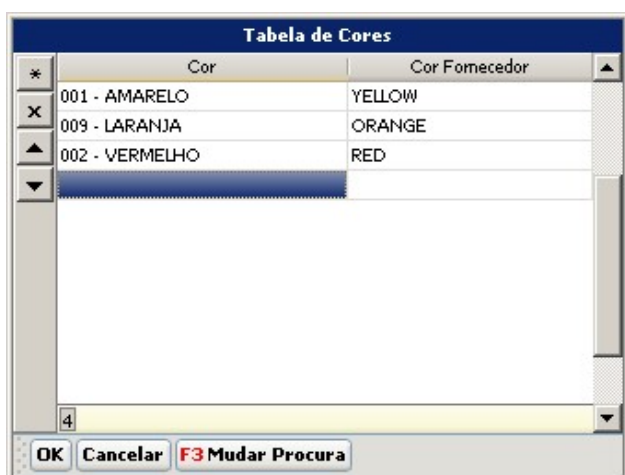 Tabela de Cores
Cor Cor Fornecedor
001 - AMARELO YELLOW
009 - LARANJA ORANGE
002 - VERMELHO RED
4
OK Cancelar F3 Mudar Procura